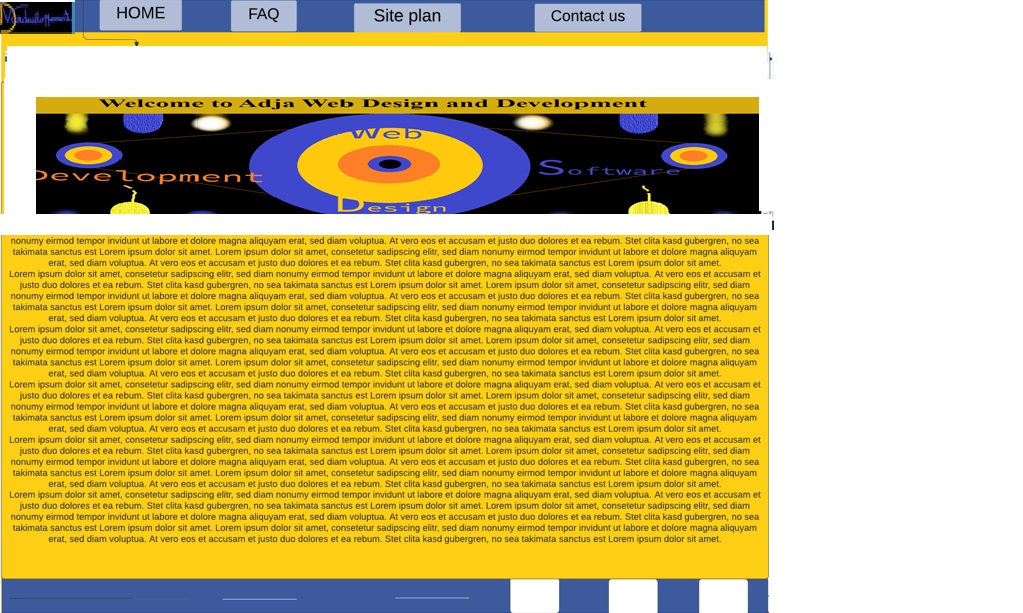 HOME
FAQ
Site plan
Contact us
Welcome to Adja Web Design and Development
Web
Development
Software
Design
nonumy eirmod tempor invidunt ut labore et dolore magna aliquyam erat, sed diam voluptua. At vero eos et accusam et justo duo dolores et ea rebum. Stet clita kasd gubergren, no sea
takimata sanctus est Lorem ipsum dolor sit amet. Lorem ipsum dolor sit amet, consetetur sadipscing elitr, sed diam nonumy eirmod tempor invidunt ut labore et dolore magna aliquyam
erat, sed diam voluptua. At vero eos et accusam et justo duo dolores et ea rebum. Stet clita kasd gubergren, no sea takimata sanctus est Lorem ipsum dolor sit amet.
Lorem ipsum dolor sit amet, consetetur sadipscing elitr, sed diam nonumy eirmod tempor invidunt ut labore et dolore magna aliquyam erat, sed diam voluptua. At vero eos et accusam et
justo duo dolores et ea rebum. Stet clita kasd gubergren, no sea takimata sanctus est Lorem ipsum dolor sit amet. Lorem ipsum dolor sit amet, consetetur sadipscing elitr, sed diam
nonumy eirmod tempor invidunt ut labore et dolore magna aliquyam erat, sed diam voluptua. At vero eos et accusam et justo duo dolores et ea rebum. Stet clita kasd gubergren, no sea
takimata sanctus est Lorem ipsum dolor sit amet. Lorem ipsum dolor sit amet, consetetur sadipscing elitr, sed diam nonumy eirmod tempor invidunt ut labore et dolore magna aliquyam
erat, sed diam voluptua. At vero eos et accusam et justo duo dolores et ea rebum. Stet clita kasd gubergren, no sea takimata sanctus est Lorem ipsum dolor sit amet.
Lorem ipsum dolor sit amet, consetetur sadipscing elitr, sed diam nonumy eirmod tempor invidunt ut labore et dolore magna aliquyam erat, sed diam voluptua. At vero eos et accusam et
justo duo dolores et ea rebum. Stet clita kasd gubergren, no sea takimata sanctus est Lorem ipsum dolor sit amet. Lorem ipsum dolor sit amet, consetetur sadipscing elitr, sed diam
nonumy eirmod tempor invidunt ut labore et dolore magna aliquyam erat, sed diam voluptua. At vero eos et accusam et justo duo dolores et ea rebum. Stet clita kasd gubergren, no sea
takimata sanctus est Lorem ipsum dolor sit amet. Lorem ipsum dolor sit amet, consetetur sadipscing elitr, sed diam nonumy eirmod tempor invidunt ut labore et dolore magna aliquyam
erat, sed diam voluptua. At vero eos et accusam et justo duo dolores et ea rebum. Stet clita kasd gubergren, no sea takimata sanctus est Lorem ipsum dolor sit amet.
Lorem ipsum dolor sit amet, consetetur sadipscing elitr, sed diam nonumy eirmod tempor invidunt ut labore et dolore magna aliquyam erat, sed diam voluptua. At vero eos et accusam et
justo duo dolores et ea rebum. Stet clita kasd gubergren, no sea takimata sanctus est Lorem ipsum dolor sit amet. Lorem ipsum dolor sit amet, consetetur sadipscing elitr, sed diam
nonumy eirmod tempor invidunt ut labore et dolore magna aliquyam erat, sed diam voluptua. At vero eos et accusam et justo duo dolores et ea rebum. Stet clita kasd gubergren, no sea
takimata sanctus est Lorem ipsum dolor sit amet. Lorem ipsum dolor sit amet, consetetur sadipscing elitr, sed diam nonumy eirmod tempor invidunt ut labore et dolore magna aliquyam
erat, sed diam voluptua. At vero eos et accusam et justo duo dolores et ea rebum. Stet clita kasd gubergren, no sea takimata sanctus est Lorem ipsum dolor sit amet.
Lorem ipsum dolor sit amet, consetetur sadipscing elitr, sed diam nonumy eirmod tempor invidunt ut labore et dolore magna aliquyam erat, sed diam voluptua. At vero eos et accusam et
justo duo dolores et ea rebum. Stet clita kasd gubergren, no sea takimata sanctus est Lorem ipsum dolor sit amet. Lorem ipsum dolor sit amet, consetetur sadipscing elitr, sed diam
nonumy eirmod tempor invidunt ut labore et dolore magna aliquyam erat, sed diam voluptua. At vero eos et accusam et justo duo dolores et ea rebum. Stet clita kasd gubergren, no sea
takimata sanctus est Lorem ipsum dolor sit amet. Lorem ipsum dolor sit amet, consetetur sadipscing elitr, sed diam nonumy eirmod tempor invidunt ut labore et dolore magna aliquyam
erat, sed diam voluptua. At vero eos et accusam et justo duo dolores et ea rebum. Stet clita kasd gubergren, no sea takimata sanctus est Lorem ipsum dolor sit amet.
Lorem ipsum dolor sit amet, consetetur sadipscing elitr, sed diam nonumy eirmod tempor invidunt ut labore et dolore magna aliquyam erat, sed diam voluptua. At vero eos et accusam et
justo duo dolores et ea rebum. Stet clita kasd gubergren, no sea takimata sanctus est Lorem ipsum dolor sit amet. Lorem ipsum dolor sit amet, consetetur sadipscing elitr, sed diam
nonumy eirmod tempor invidunt ut labore et dolore magna aliquyam erat, sed diam voluptua. At vero eos et accusam et justo duo dolores et ea rebum. Stet clita kasd gubergren, no sea
takimata sanctus est Lorem ipsum dolor sit amet. Lorem ipsum dolor sit amet, consetetur sadipscing elitr, sed diam nonumy eirmod tempor invidunt ut labore et dolore magna aliquyam
erat, sed diam voluptua. At vero eos et accusam et justo duo dolores et ea rebum. Stet clita kasd gubergren, no sea takimata sanctus est Lorem ipsum dolor sit amet.